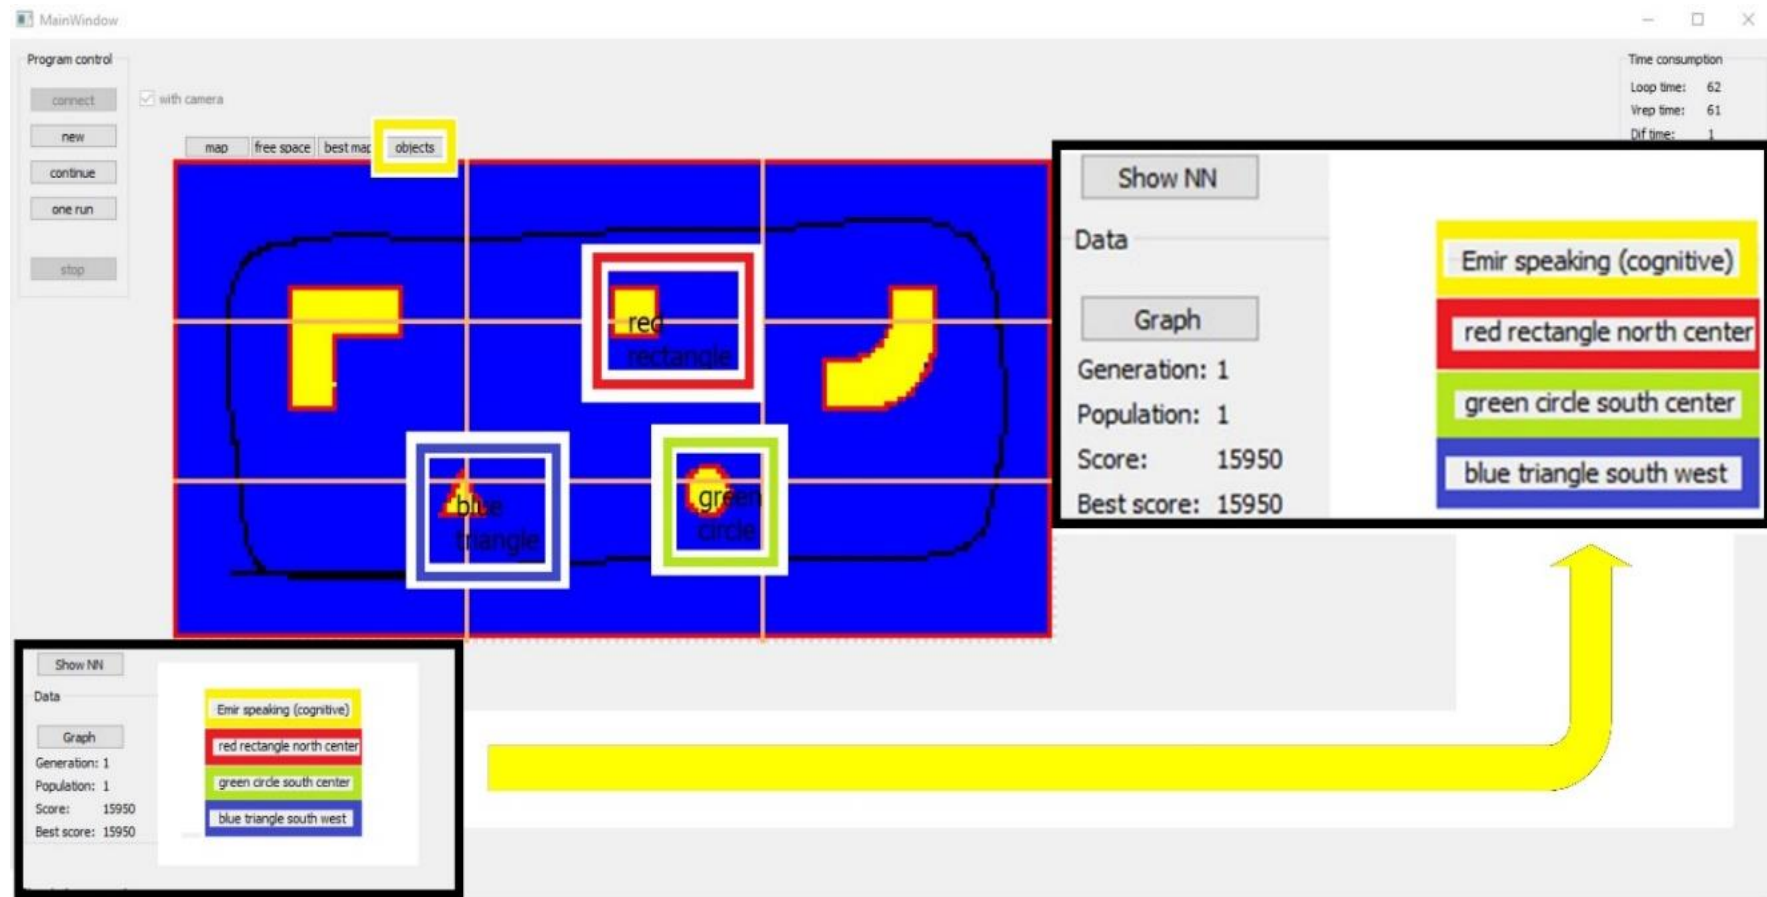 MainWindow
Program control
Time consumption
connect
with camera
Loop time: 62
new
Vrep time: 61
Dif time: 1
map
free space
best map
objects
continue
one run
stop
red
rectangle
blue
triangle
green
circle
Show NN
Data
Graph
Generation: 1
Population: 1
Score: 15950
Best score: 15950
Emir speaking (cognitive)
red rectangle north center
green circle south center
blue triangle south west
Show NN
Data
Graph
Generation: 1
Population: 1
Score: 15950
Best score: 15950
Emir speaking (cognitive)
red rectangle north center
green circle south center
blue triangle south west